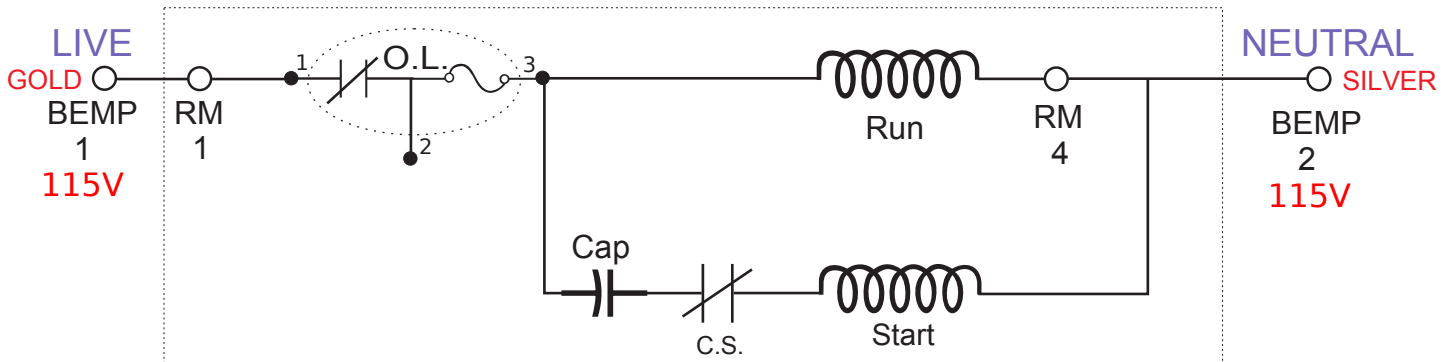 LIVE
GOLD
BEMP
1
115V
RM
1
1
O.L.
3
2
Run
RM
4
NEUTRAL
SILVER
BEMP
2
115V
Cap
C.S.
Start